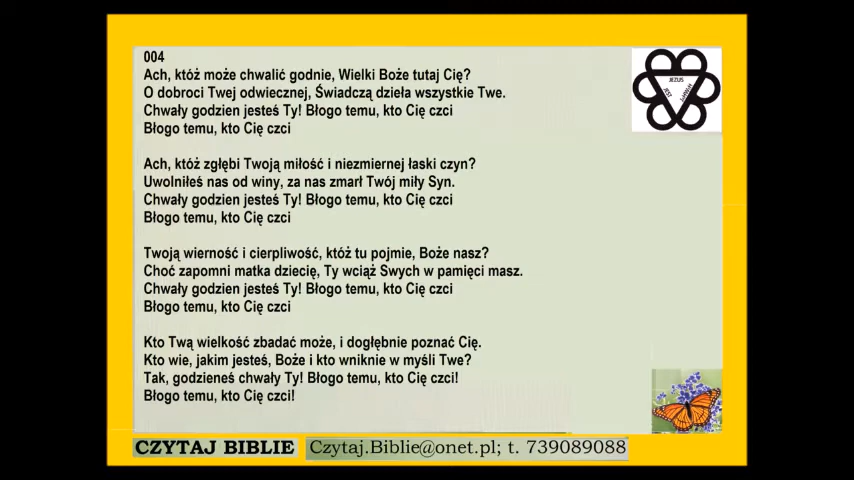 004
Ach, któż może chwalić godnie, Wielki Boże tutaj Cię?
O dobroci Twej odwiecznej, Świadczą dzieła wszystkie Twe.
Chwały godzien jesteś Ty! Błogo temu, kto Cię czci
Błogo temu, kto Cię czci
Ach, któż zgłębi Twoją miłość i niezmiernej łaski czyn?
Uwolniłeś nas od winy, za nas zmarł Twój miły Syn.
Chwały godzien jesteś Ty! Błogo temu, kto Cię czci
Błogo temu, kto Cię czci
Twoją wierność i cierpliwość, któż tu pojmie, Boże nasz?
Choć zapomni matka dziecię, Ty wciąż Swych w pamięci masz.
Chwały godzien jesteś Ty! Błogo temu, kto Cię czci
Błogo temu, kto Cię czci
Kto Twą wielkość zbadać może, i dogłębnie poznać Cię.
Kto wie, jakim jesteś, Boże i kto wniknie w myśli Twe?
Tak, godzieneś chwały Ty! Błogo temu, kto Cię czci!
Błogo temu, kto Cię czci!
JEZUS
JEST
CZYTAJ BIBLIE
Czytaj.Biblie@onet.pl; t. 739089088